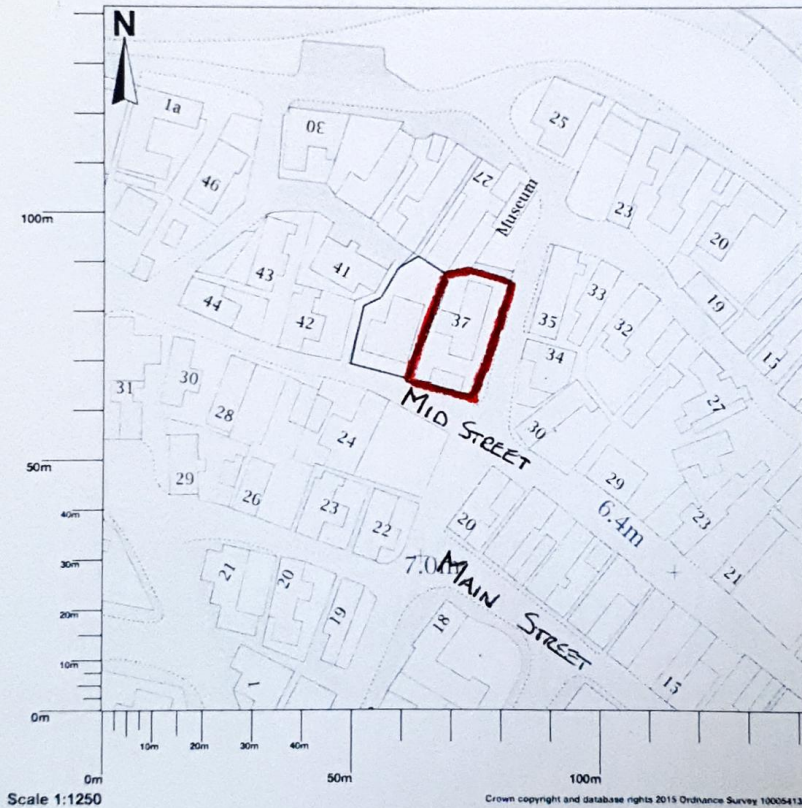 N
1a
30
25
46
27
Museum
23
20
100m
43
41
33
44
42
37
35
32
19
34
15
31
30
28
27
MID STREET
24
30
50m
29
29
26
23
22
20
6.4m
23
40m
7.0m
MAIN STREET
30m
21
20
21
19
18
20m
10m
1
15
0m
10m
20m
30m
40m
0m
50m
100m
Scale 1:1250
Crown copyright and database rights 2015 Ordnance Survey